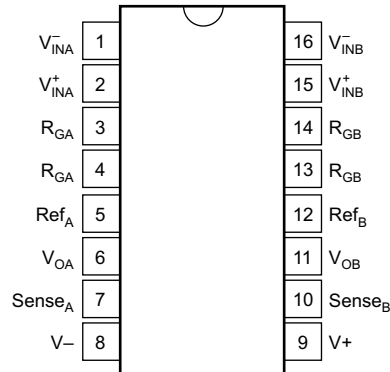 V–INA 1 16 V–INB
V+INA 2 15 V+INB
RGA 3 14 RGB
RGA 4 13 RGB
RefA 5 12 RefB
VOA 6 11 VOB
SenseA 7 10 SenseB
V– 8 9 V+